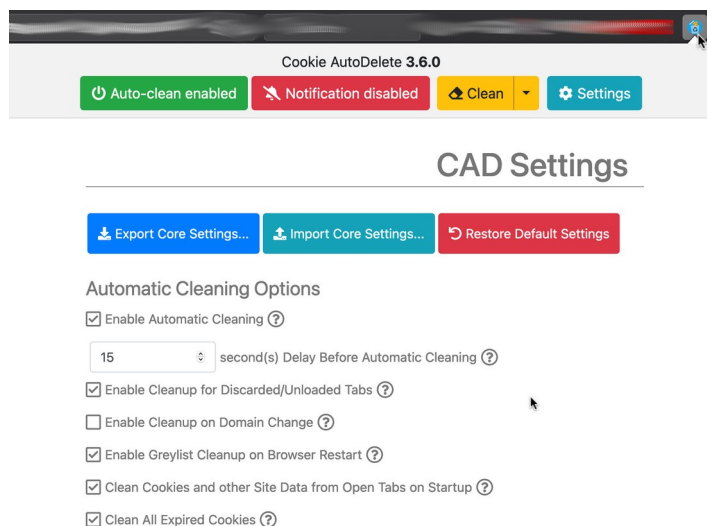 Cookie AutoDelete 3.6.0
Auto-clean enabled Notification disabled Clean Settings
CAD Settings
Export Core Settings... Import Core Settings... Restore Default Settings
Automatic Cleaning Options
Enable Automatic Cleaning ?
15 second(s) Delay Before Automatic Cleaning ?
Enable Cleanup for Discarded/Unloaded Tabs ?
Enable Cleanup on Domain Change ?
Enable Greylist Cleanup on Browser Restart ?
Clean Cookies and other Site Data from Open Tabs on Startup ?
Clean All Expired Cookies ?